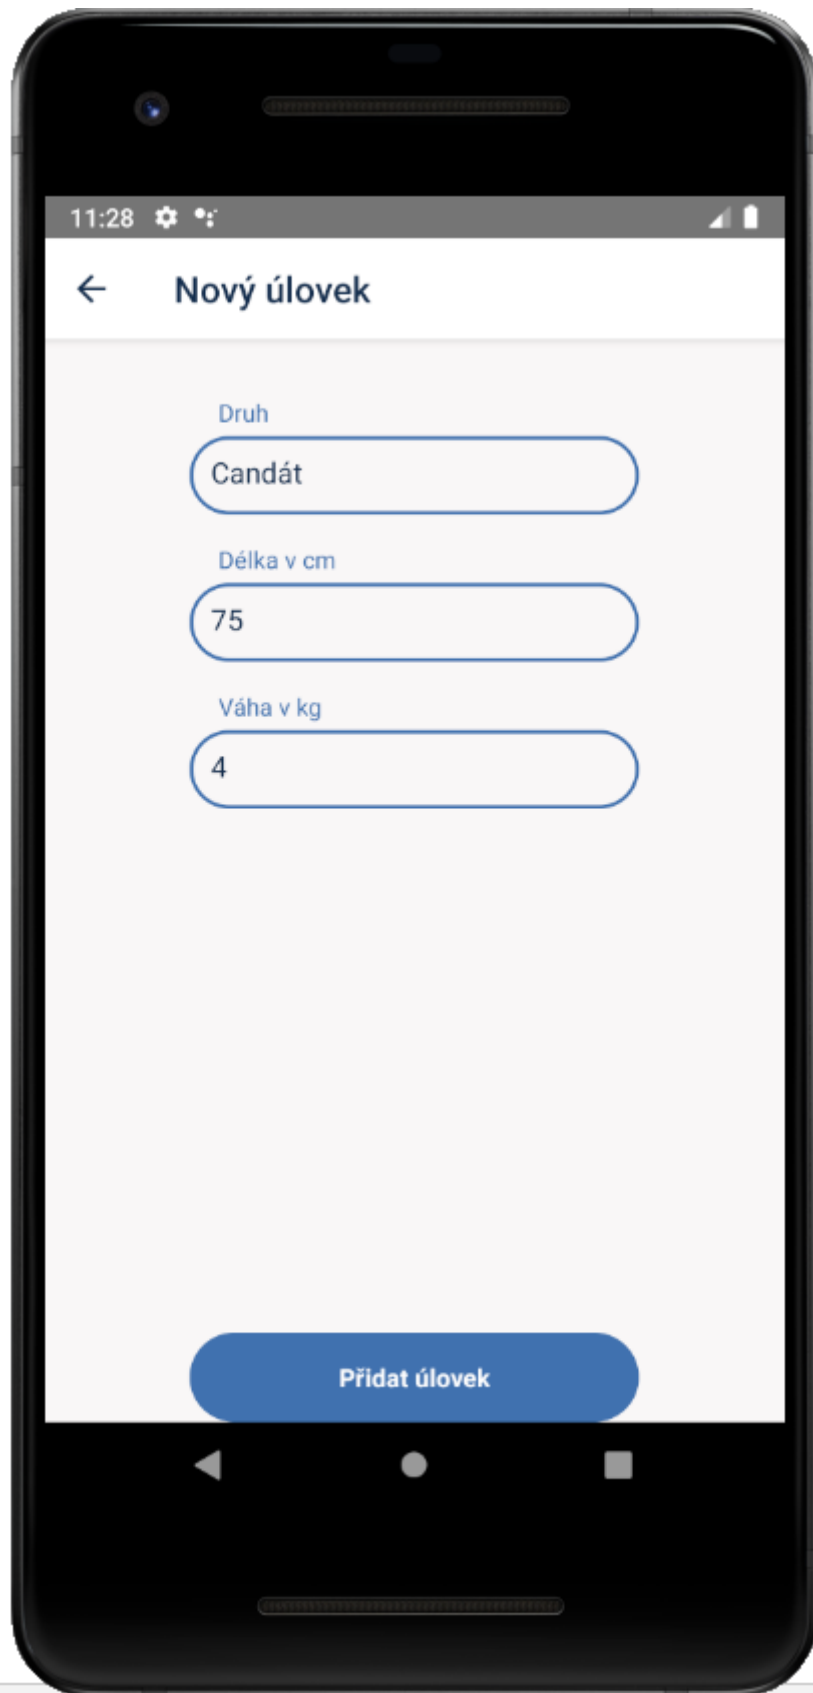 11:28
Nový úlovek
Druh
Candát
Délka v cm
75
Váha v kg
4
Přidat úlovek